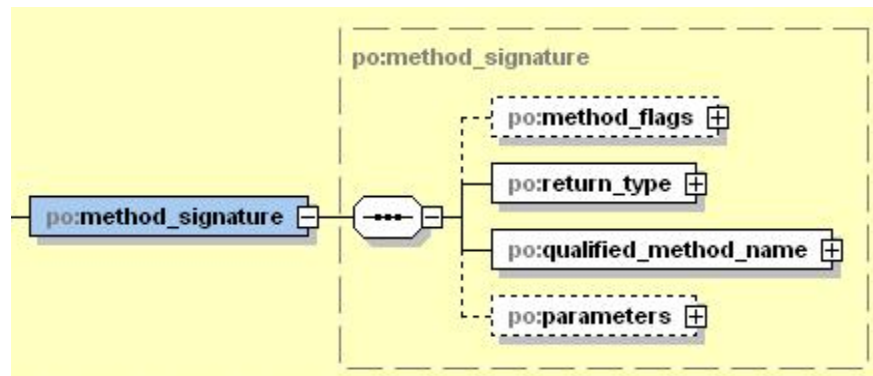 po:method_signature
po:method_flags
po:return_type
po:method_signature
po:qualified_method_name
po:parameters